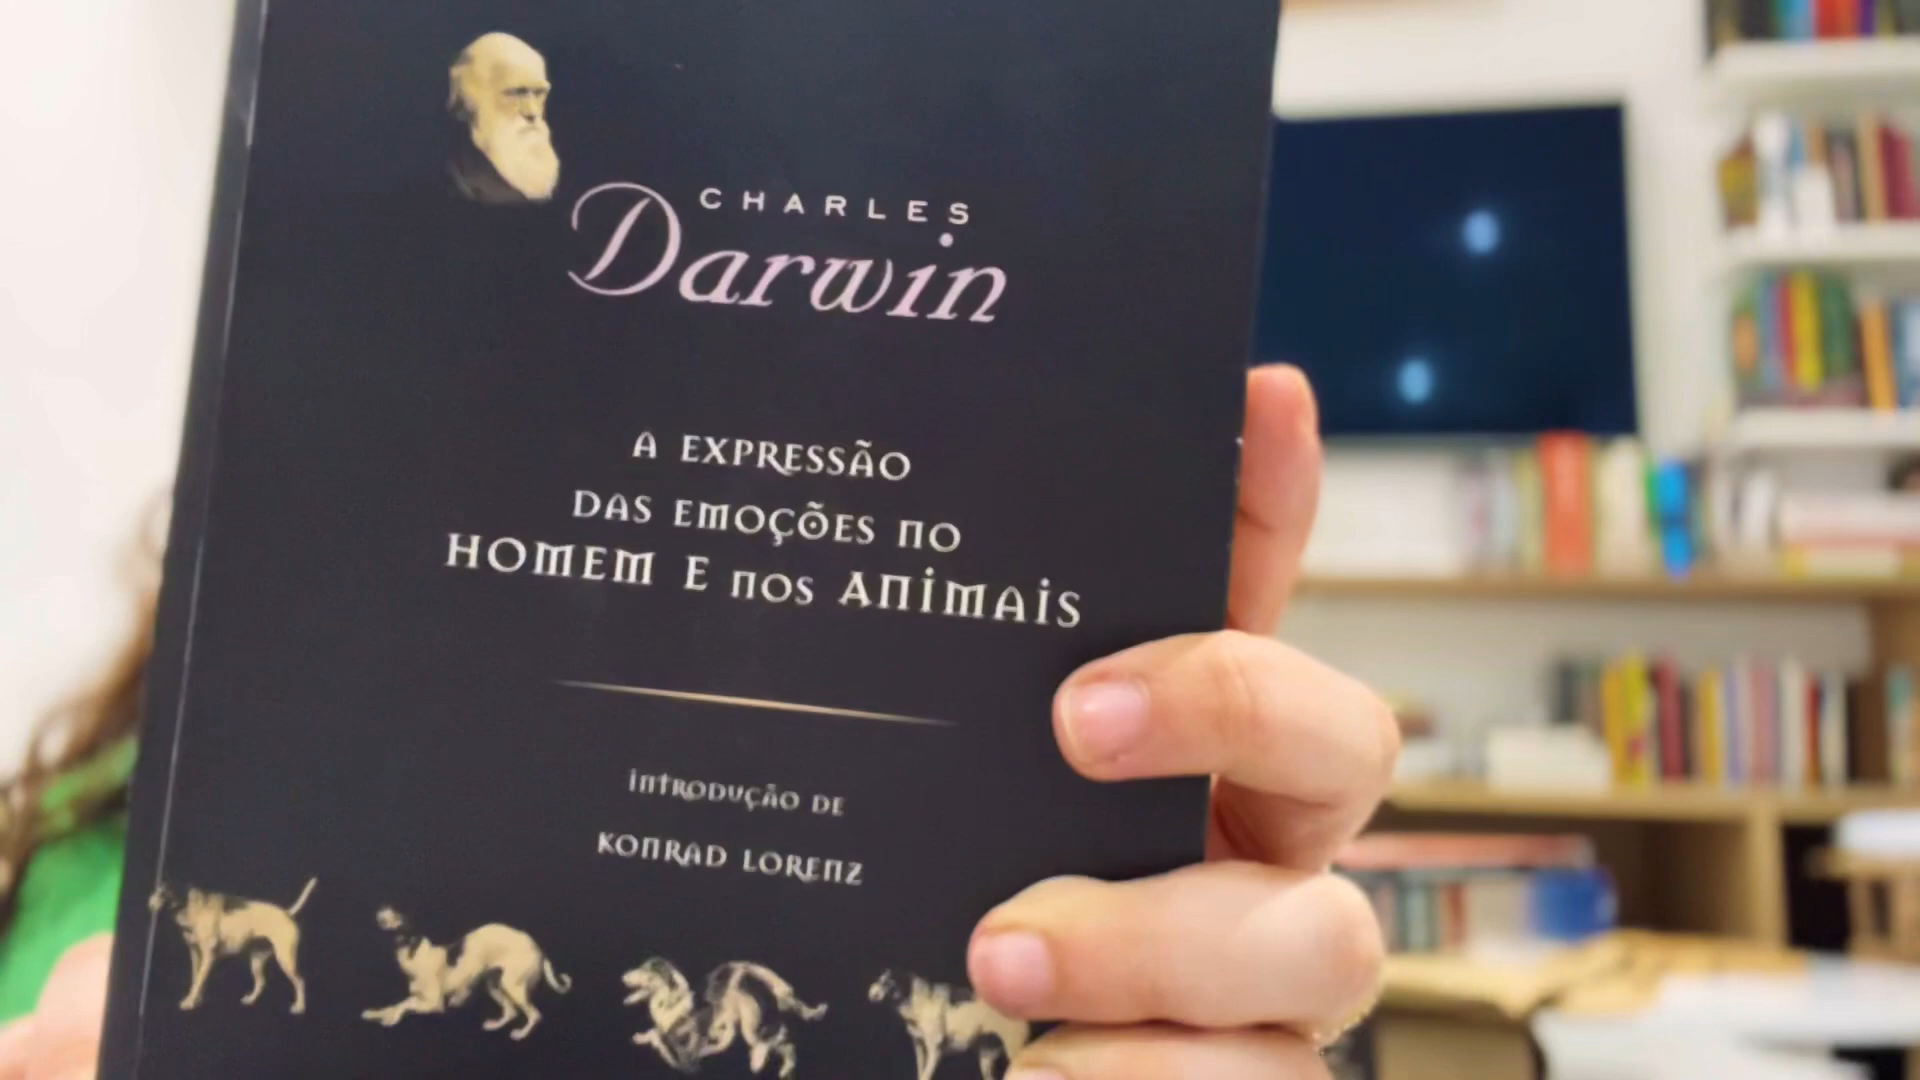 CHARLES
Darwin
A EXPRESSÃO
DAS EMOÇÕES NO
HOMEM E NOS ANIMAIS
INTRODUÇÃO DE
KONRAD LORENZ